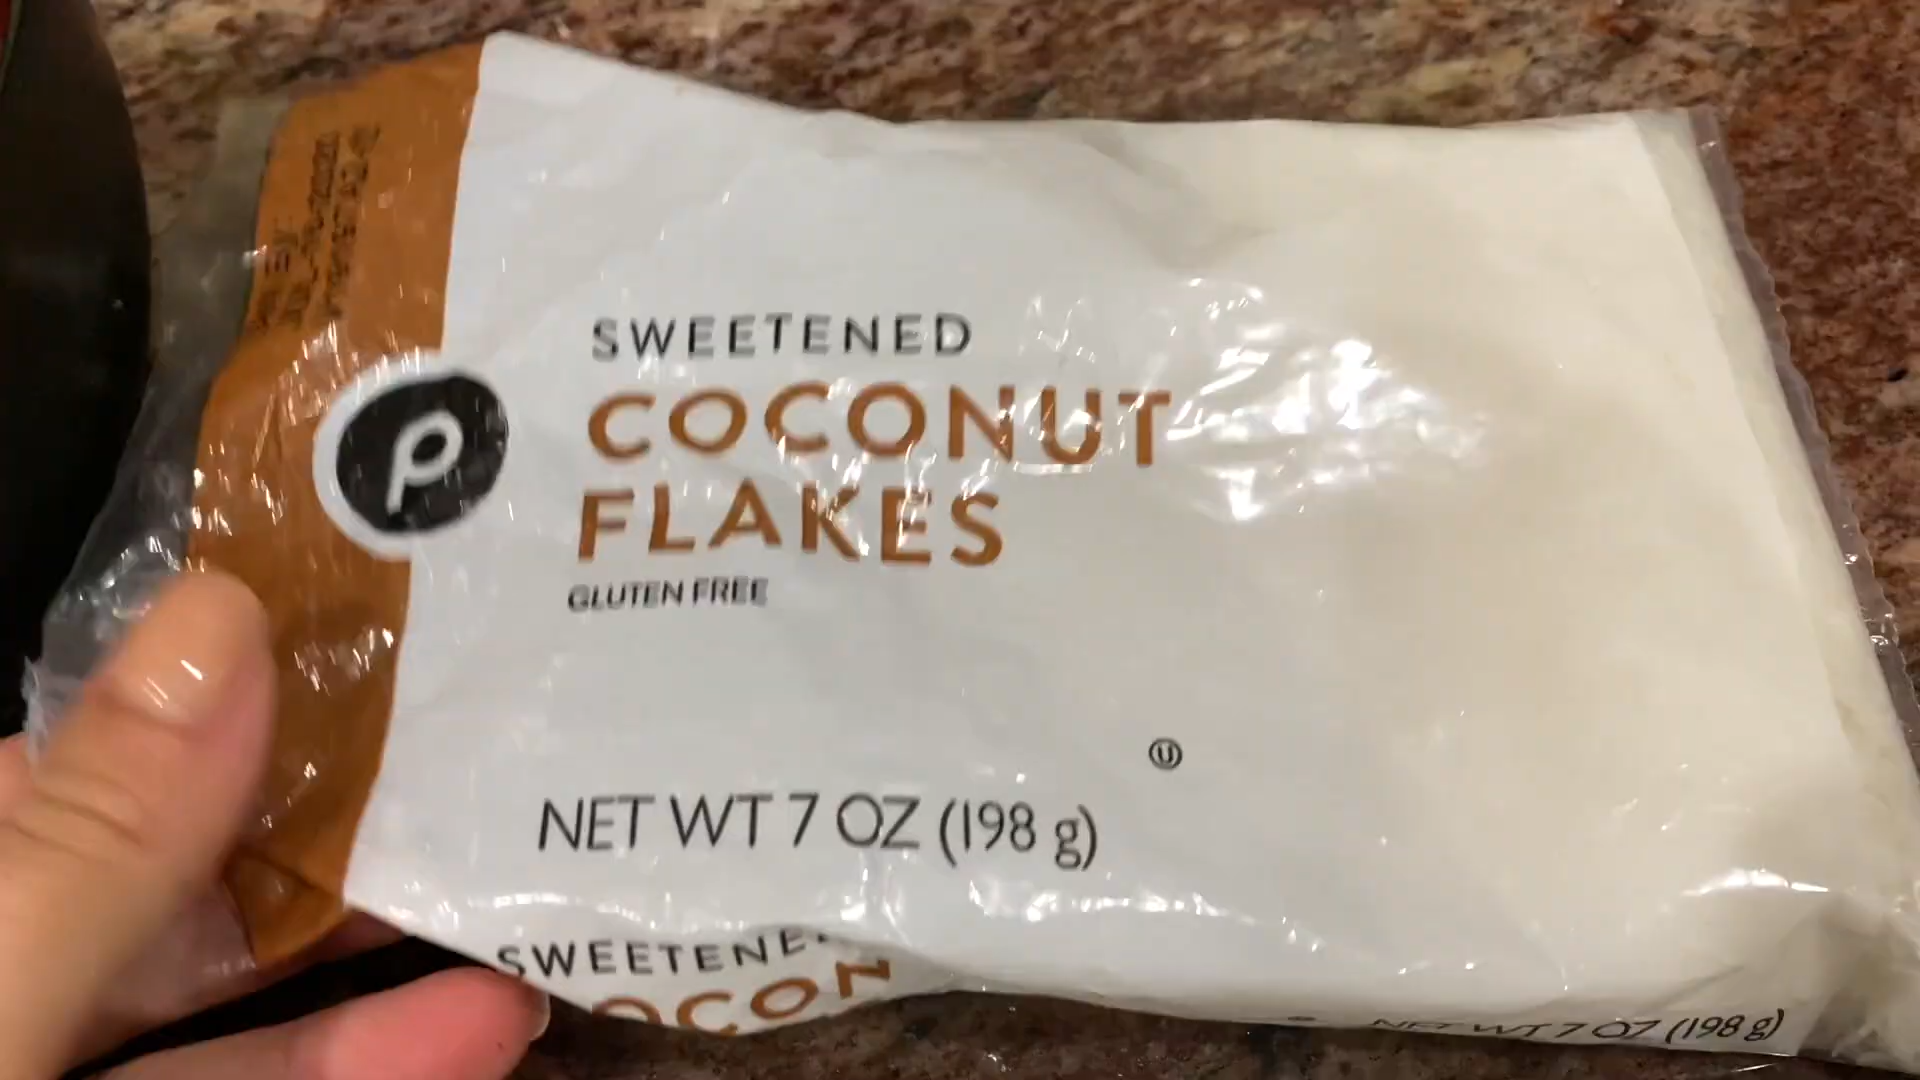 P
SWEETENED
COCONUT
FLAKES
GLUTEN FREE
U
NET WT 7 OZ (198 g)
SWEETENE
OCON
NET WT 7 OZ (198 g)